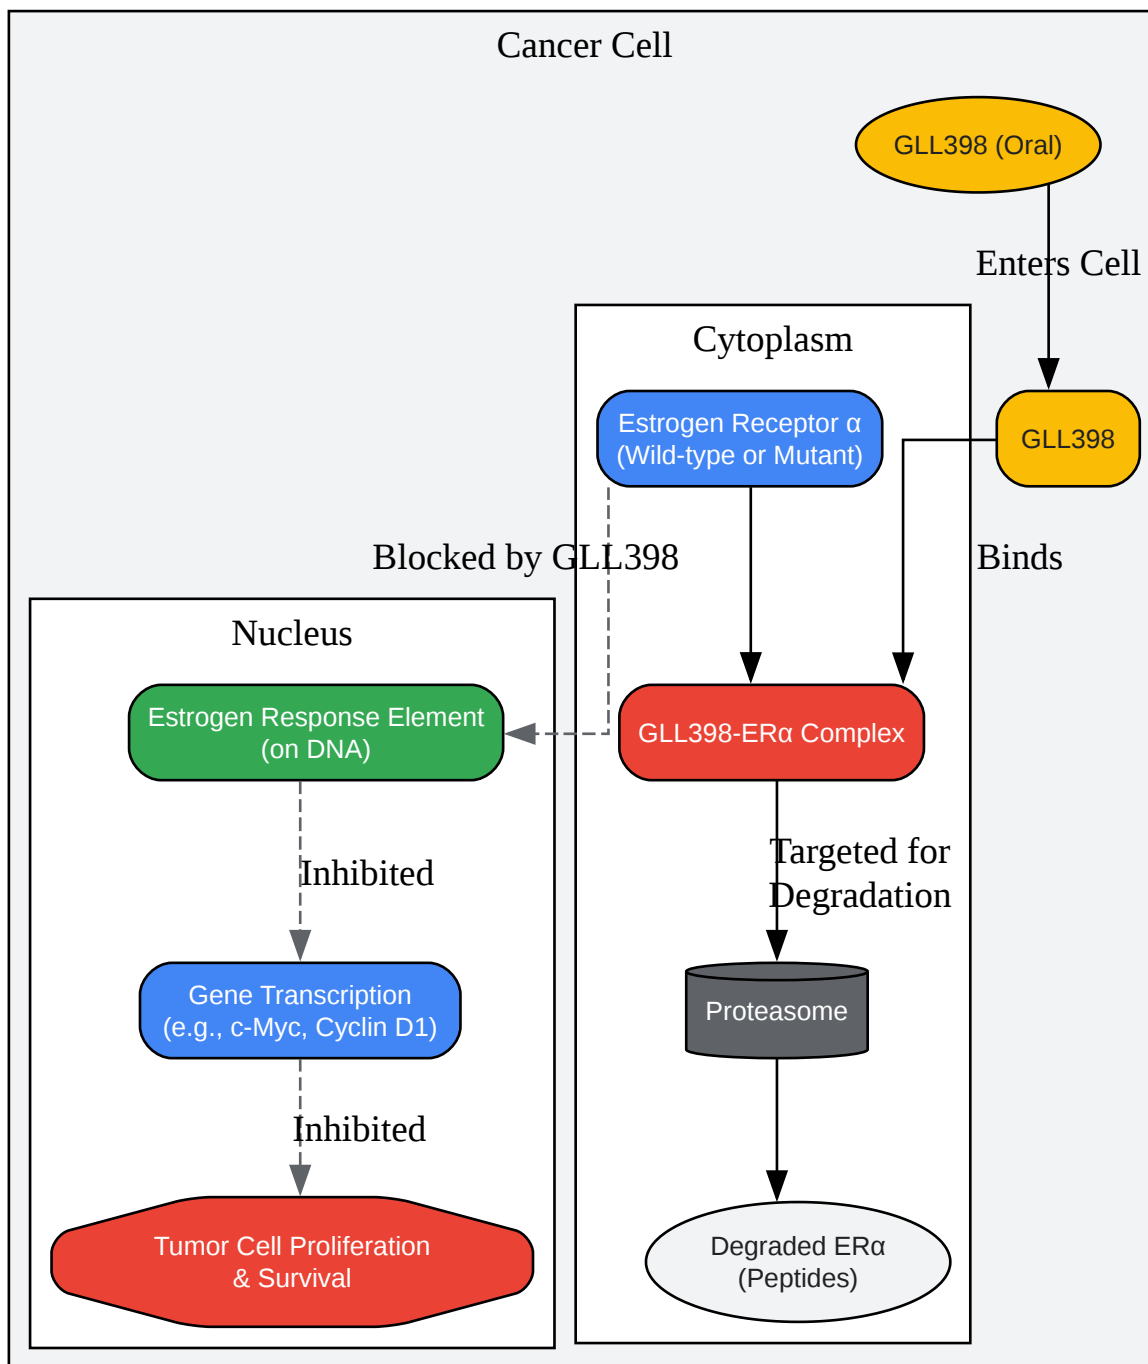 Cancer Cell
GLL398 (Oral)
Enters Cell
Cytoplasm
Estrogen Receptor α
(Wild-type or Mutant)
GLL398
Blocked by GLL398
Binds
Nucleus
Estrogen Response Element
(on DNA)
GLL398-ERα Complex
Inhibited
Targeted for
Degradation
Gene Transcription
(e.g., c-Myc, Cyclin D1)
Proteasome
Inhibited
Tumor Cell Proliferation
& Survival
Degraded ERα
(Peptides)